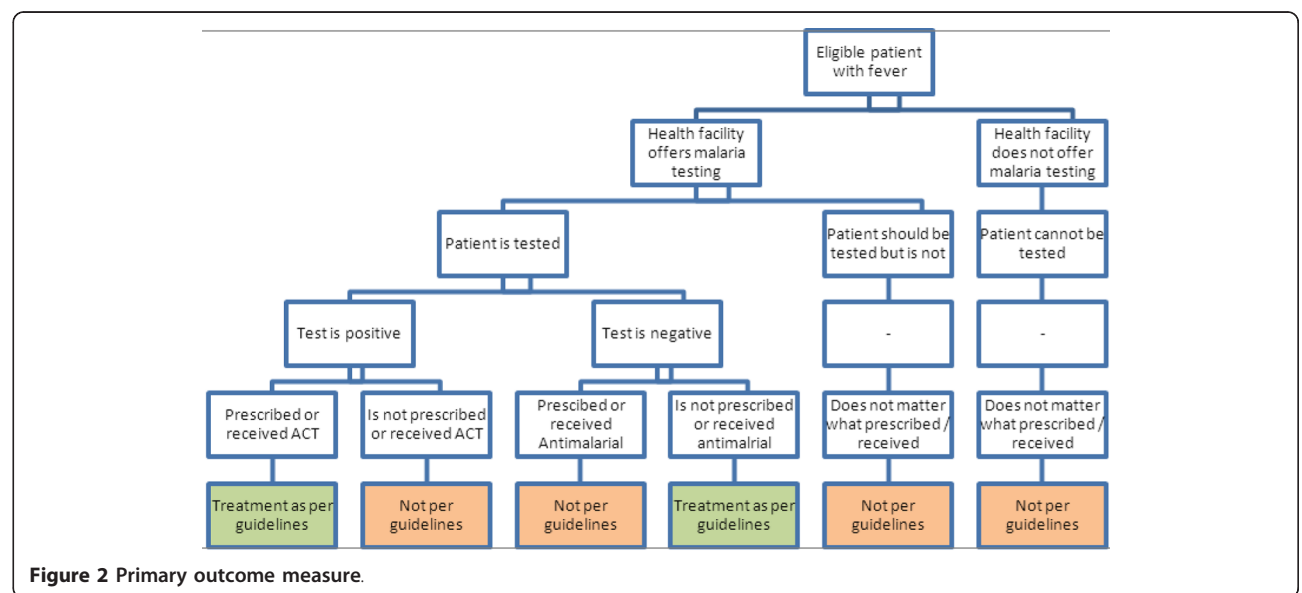 Eligible patient
with fever
Health facility
offers malaria
testing
Health facility
does not offer
malaria testing
Patient is tested
Patient should be
tested but is not
Patient cannot be
tested
Test is positive
Test is negative
-
-
Prescribed or
received ACT
Is not prescribed
or received ACT
Prescibed or
received
Antimalarial
Is not prescribed
or received
antimalrial
Does not matter
what prescribed /
received
Does not matter
what prescribed /
received
Treatment as per
guidelines
Not per
guidelines
Not per
guidelines
Treatment as per
guidelines
Not per
guidelines
Not per
guidelines
Figure 2 Primary outcome measure.